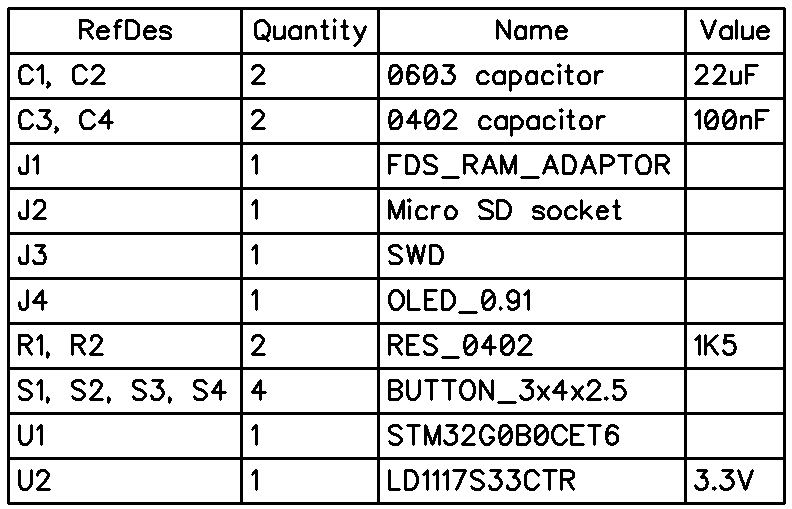 RefDes Quantity Name Value
C1, C2 2 0603 capacitor 22uF
C3, C4 2 0402 capacitor 100nF
J1 1 FDS_RAM_ADAPTOR
J2 1 Micro SD socket
J3 1 SWD
J4 1 OLED_0.91
R1, R2 2 RES_0402 1K5
S1, S2, S3, S4 4 BUTTON_3x4x2.5
U1 1 STM32G0B0CET6
U2 1 LD1117S33CTR 3.3V